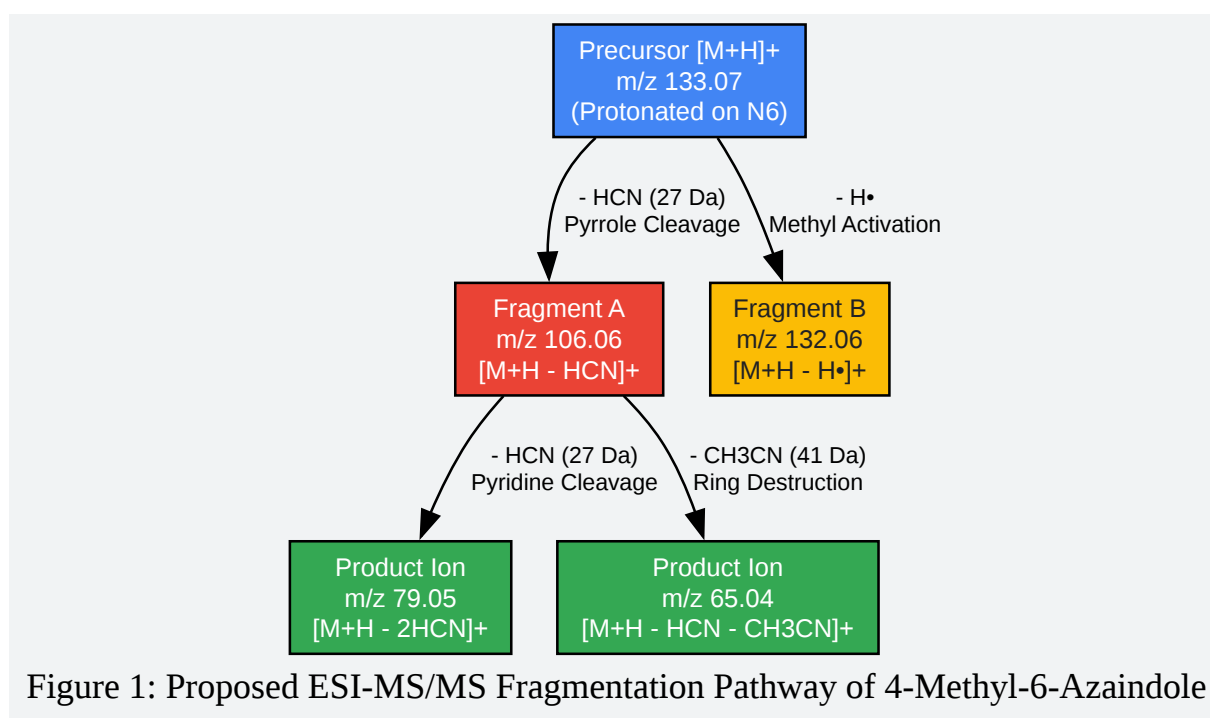 Precursor [M+H]+
m/z 133.07
(Protonated on N6)
- HCN (27 Da)
Pyrrole Cleavage
- H•
Methyl Activation
Fragment A
m/z 106.06
[M+H - HCN]+
Fragment B
m/z 132.06
[M+H - H•]+
- HCN (27 Da)
Pyridine Cleavage
- CH3CN (41 Da)
Ring Destruction
Product Ion
m/z 79.05
[M+H - 2HCN]+
Product Ion
m/z 65.04
[M+H - HCN - CH3CN]+
Figure 1: Proposed ESI-MS/MS Fragmentation Pathway of 4-Methyl-6-Azaindole